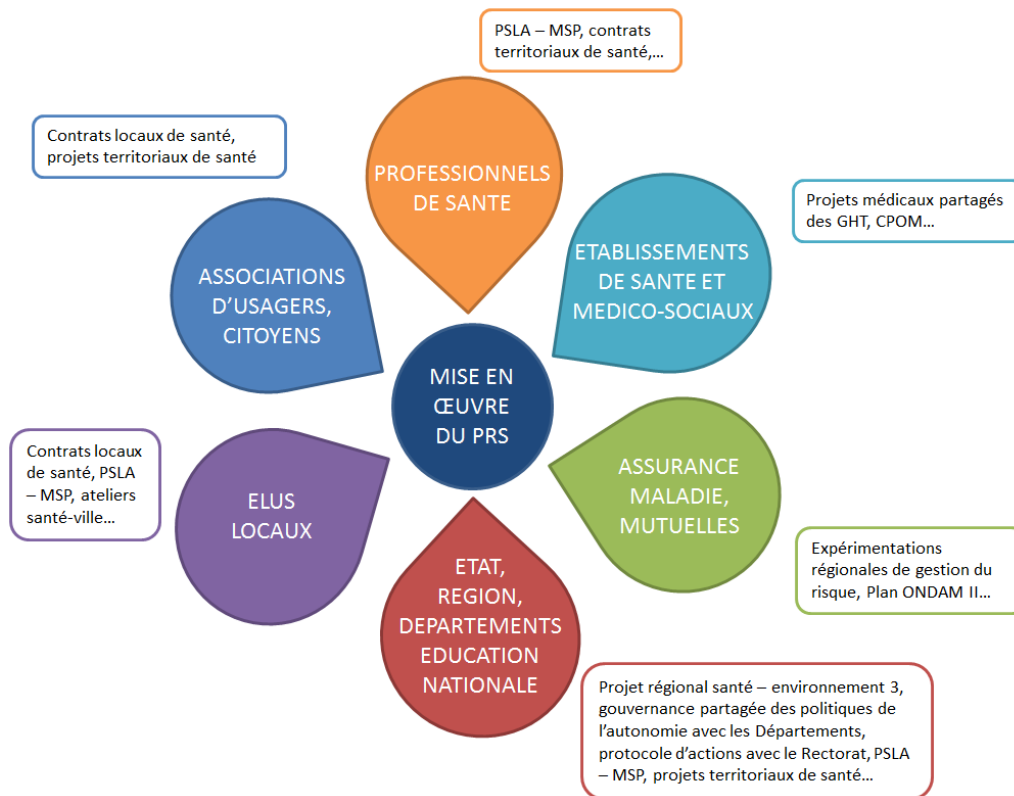 PSLA – MSP, contrats
territoriaux de santé,...
PROFESSIONNELS
DE SANTE
Contrats locaux de santé,
projets territoriaux de santé
ASSOCIATIONS
D'USAGERS,
CITOYENS
Projets médicaux partagés
des GHT, CPOM...
ETABLISSEMENTS
DE SANTE ET
MEDICO-SOCIAUX
MISE EN
ŒUVRE
DU PRS
Contrats locaux
de santé, PSLA
– MSP, ateliers
santé-ville...
ELUS
LOCAUX
ASSURANCE
MALADIE,
MUTUELLES
Expérimentations
régionales de gestion du
risque, Plan ONDAM II...
ETAT,
REGION,
DEPARTEMENTS
EDUCATION
NATIONALE
Projet régional santé – environnement 3,
gouvernance partagée des politiques de
l'autonomie avec les Départements,
protocole d'actions avec le Rectorat, PSLA
– MSP, projets territoriaux de santé...